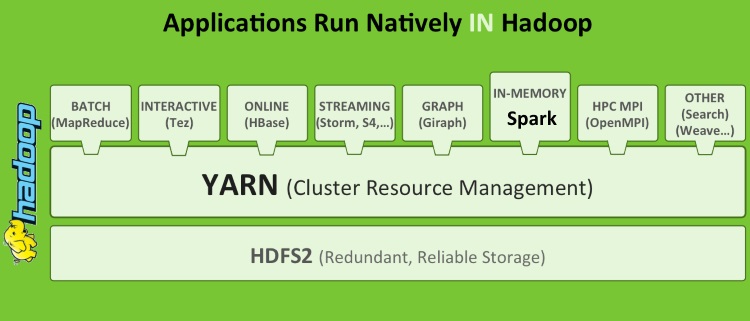 Applications Run Natively IN Hadoop
BATCH
(MapReduce)
INTERACTIVE
(Tez)
ONLINE
(HBase)
STREAMING
(Storm, S4,...)
GRAPH
(Giraph)
IN-MEMORY
Spark
HPC MPI
(OpenMPI)
OTHER
(Search)
(Weave...)
hadoop
YARN (Cluster Resource Management)
HDFS2 (Redundant, Reliable Storage)